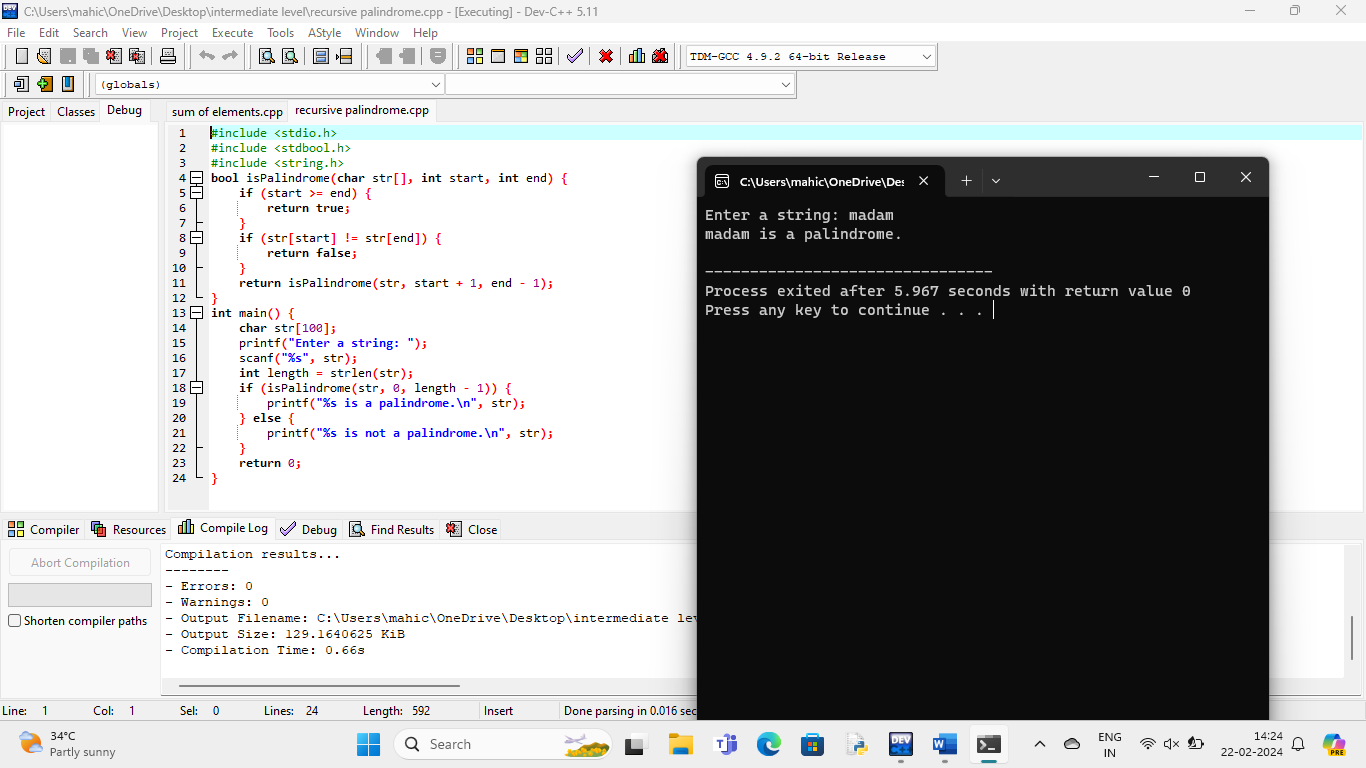 C:\Users\mahic\OneDrive\Desktop\intermediate level\recursive palindrome.cpp - [Executing] - Dev-C++ 5.11
File Edit Search View Project Execute Tools AStyle Window Help
TDM-GCC 4.9.2 64-bit Release
(globals)
Project Classes Debug sum of elements.cpp recursive palindrome.cpp
1 #include <stdio.h>
2 #include <stdbool.h>
3 #include <string.h>
4 bool isPalindrome(char str[], int start, int end) {
5 if (start >= end) {
6 return true;
7 }
8 if (str[start] != str[end]) {
9 return false;
10 }
11 return isPalindrome(str, start + 1, end - 1);
12 }
13 int main() {
14 char str[100];
15 printf("Enter a string: ");
16 scanf("%s", str);
17 int length = strlen(str);
18 if (isPalindrome(str, 0, length - 1)) {
19 printf("%s is a palindrome.\n", str);
20 } else {
21 printf("%s is not a palindrome.\n", str);
22 }
23 return 0;
24 }
C:\Users\mahic\OneDrive\Des
Enter a string: madam
madam is a palindrome.
--------------------------------
Process exited after 5.967 seconds with return value 0
Press any key to continue . . .
Compiler Resources Compile Log Debug Find Results Close
Abort Compilation
Shorten compiler paths
Compilation results...
--------
- Errors: 0
- Warnings: 0
- Output Filename: C:\Users\mahic\OneDrive\Desktop\intermediate lev
- Output Size: 129.1640625 KiB
- Compilation Time: 0.66s
Line: 1 Col: 1 Sel: 0 Lines: 24 Length: 592 Insert Done parsing in 0.016 sec
34°C
Partly sunny
Search
DEV
ENG
IN
14:24
22-02-2024
PRE